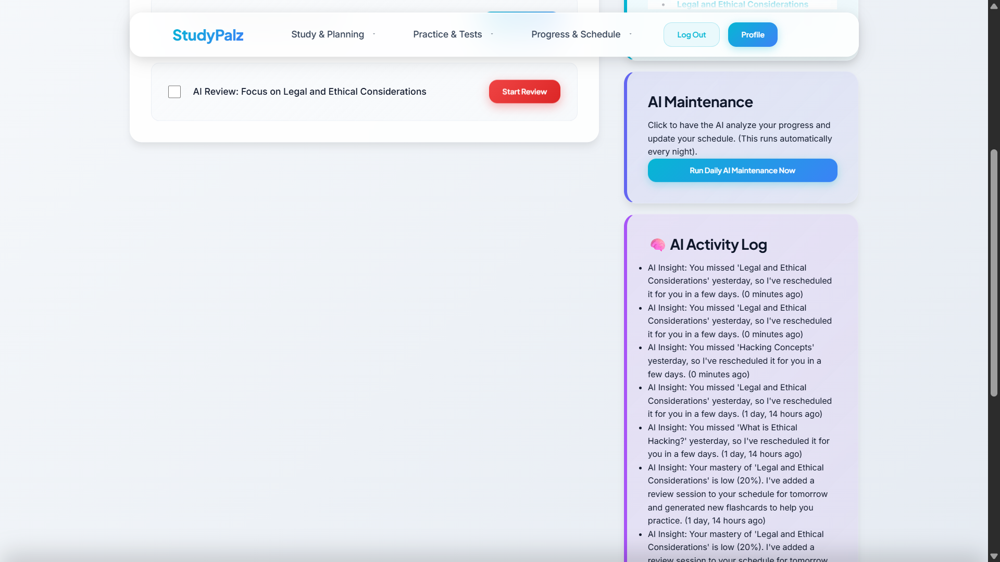 Legal and Ethical Considerations
StudyPalz
Study & Planning
Practice & Tests
Progress & Schedule
Log Out
Profile
AI Review: Focus on Legal and Ethical Considerations
Start Review
AI Maintenance
Click to have the AI analyze your progress and
update your schedule. (This runs automatically
every night).
Run Daily AI Maintenance Now
🧠 AI Activity Log
• AI Insight: You missed 'Legal and Ethical
Considerations' yesterday, so I've rescheduled
it for you in a few days. (0 minutes ago)
• AI Insight: You missed 'Legal and Ethical
Considerations' yesterday, so I've rescheduled
it for you in a few days. (0 minutes ago)
• AI Insight: You missed 'Hacking Concepts'
yesterday, so I've rescheduled it for you in a
few days. (0 minutes ago)
• AI Insight: You missed 'Legal and Ethical
Considerations' yesterday, so I've rescheduled
it for you in a few days. (1 day, 14 hours ago)
• AI Insight: You missed 'What is Ethical
Hacking?' yesterday, so I've rescheduled it for
you in a few days. (1 day, 14 hours ago)
• AI Insight: Your mastery of 'Legal and Ethical
Considerations' is low (20%). I've added a
review session to your schedule for tomorrow
and generated new flashcards to help you
practice. (1 day, 14 hours ago)
• AI Insight: Your mastery of 'Legal and Ethical
Considerations' is low (20%). I've added a
review session to your schedule for tomorrow